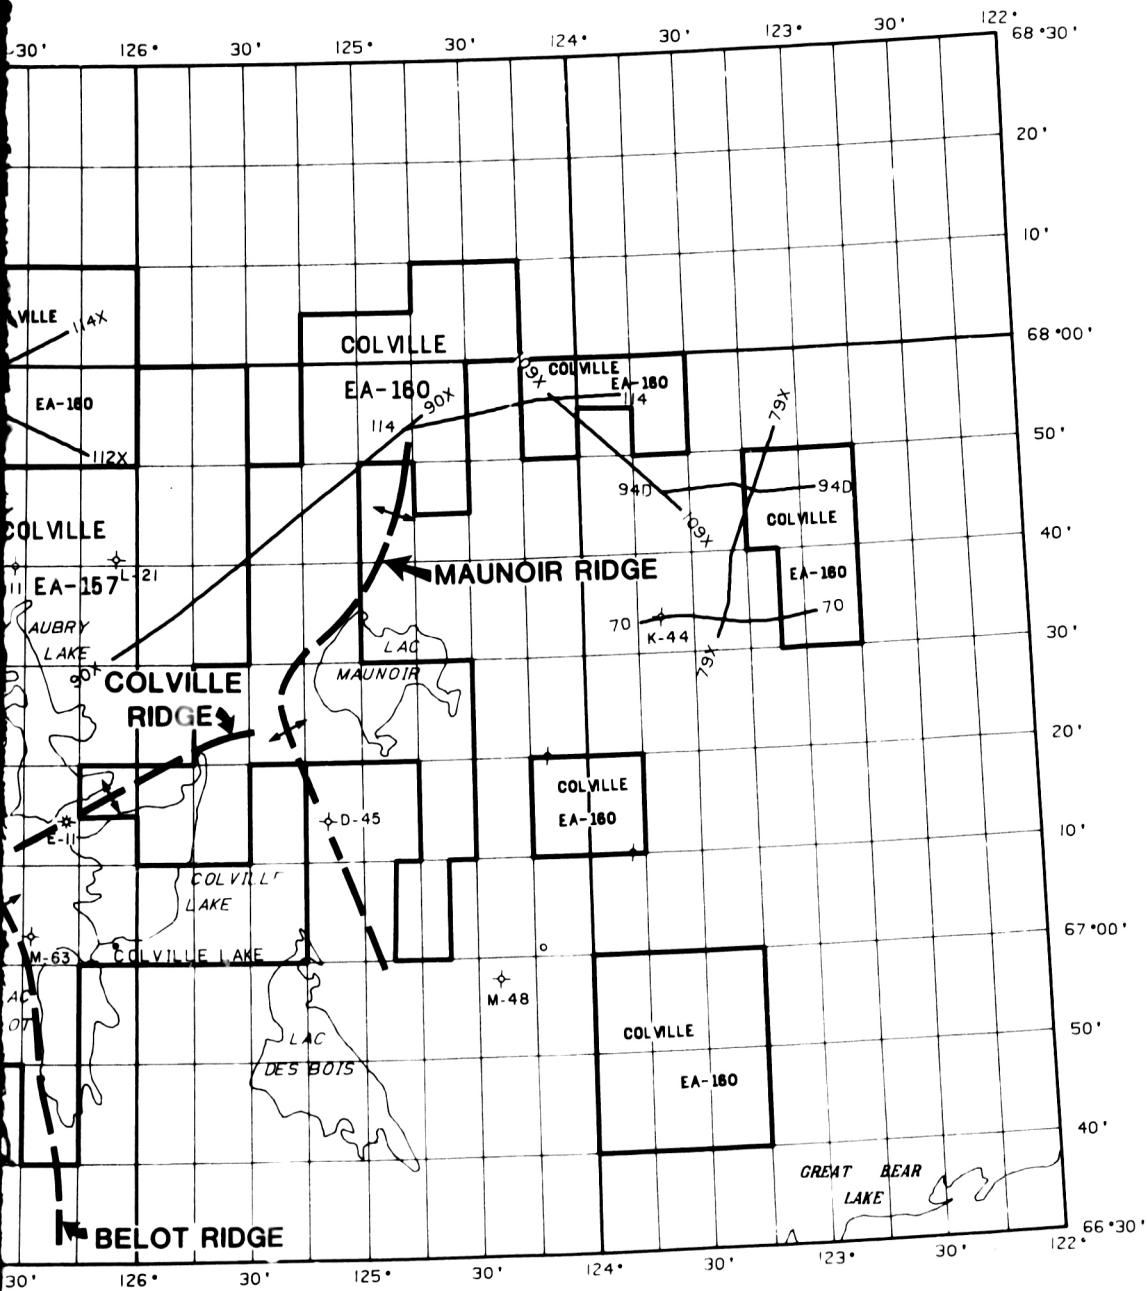 30'
126°
30'
125°
30'
124°
30'
123°
30'
122°
68°30'
20'
10'
VILLE
114X
COLVILLE
68°00'
109X
COLVILLE
EA-160
EA-160
EA-160
90X
114
114
79X
50'
112X
94D
94D
COLVILLE
COLVILLE
109X
40'
L-21
11
EA-157
MAUNOIR RIDGE
EA-160
70
70
K-44
AUBRY
LAKE
LAC
MAUNOIR
30'
90X
79X
COLVILLE
RIDGE
20'
COLVILLE
EA-160
D-45
E-11
10'
COLVILLE
LAKE
67°00'
M-63
COLVILLE LAKE
M-48
AC
OT
COLVILLE
50'
LAC
DES BOIS
EA-160
40'
GREAT BEAR
LAKE
66°30'
BELOT RIDGE
30'
126°
30'
125°
30'
124°
30'
123°
30'
122°